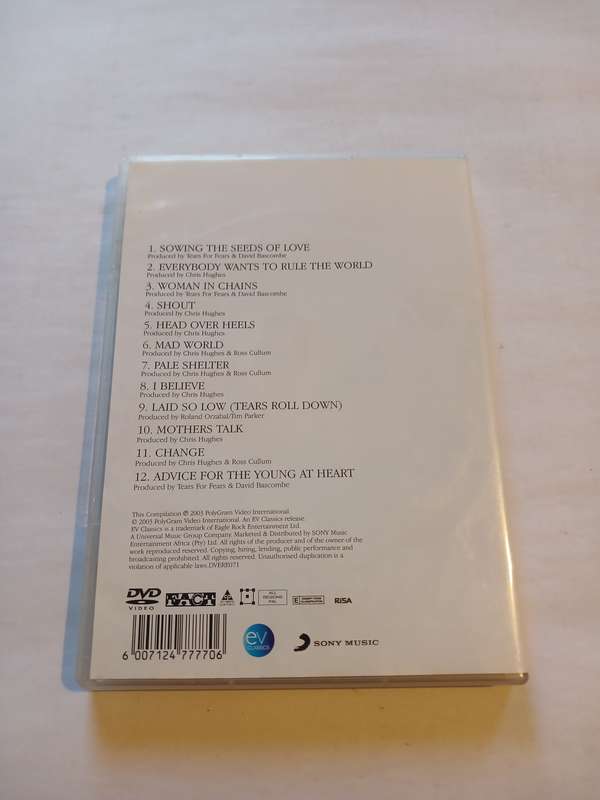 1. SOWING THE SEEDS OF LOVE
Produced by Tears For Fears & David Bascombe
2. EVERYBODY WANTS TO RULE THE WORLD
Produced by Chris Hughes
3. WOMAN IN CHAINS
Produced by Tears For Fears & David Bascombe
4. SHOUT
Produced by Chris Hughes
5. HEAD OVER HEELS
Produced by Chris Hughes
6. MAD WORLD
Produced by Chris Hughes & Ross Cullum
7. PALE SHELTER
Produced by Chris Hughes & Ross Cullum
8. I BELIEVE
Produced by Chris Hughes
9. LAID SO LOW (TEARS ROLL DOWN)
Produced by Roland Orzabal/Tim Parker
10. MOTHERS TALK
Produced by Chris Hughes
11. CHANGE
Produced by Chris Hughes & Ross Cullum
12. ADVICE FOR THE YOUNG AT HEART
Produced by Tears For Fears & David Bascombe
This Compilation ℗ 2003 PolyGram Video International.
© 2003 PolyGram Video International. An EV Classics release
EV Classics is a trademark of Eagle Rock Entertainment Ltd.
A Universal Music Group Company. Marketed & Distributed by SONY Music
Entertainment Africa (Pty) Ltd. All rights of the producer and of the owner of the
work reproduced reserved. Copying, hiring, lending, public performance and
broadcasting prohibited. All rights reserved. Unauthorised duplication is a
violation of applicable laws.
DVD VIDEO
FACT
ALL REGIONS PAL
E
RiSA
6 007124 777706
ev CLASSICS
SONY MUSIC